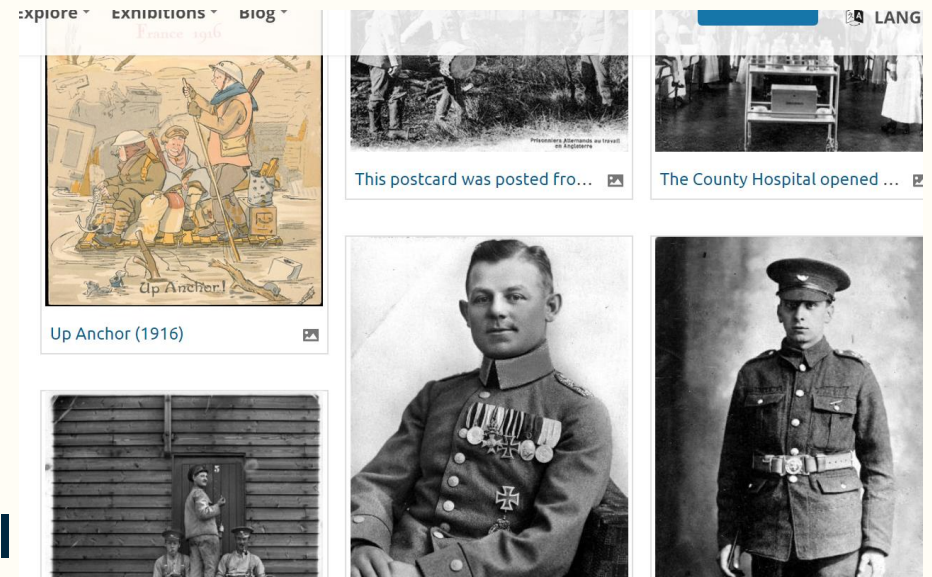 Explore
Exhibitions
Blog
LANG
France 1916
Prisonniers Allemands au travail
en Angleterre
This postcard was posted fro...
The County Hospital opened ...
Up Anchor!
Up Anchor (1916)
5